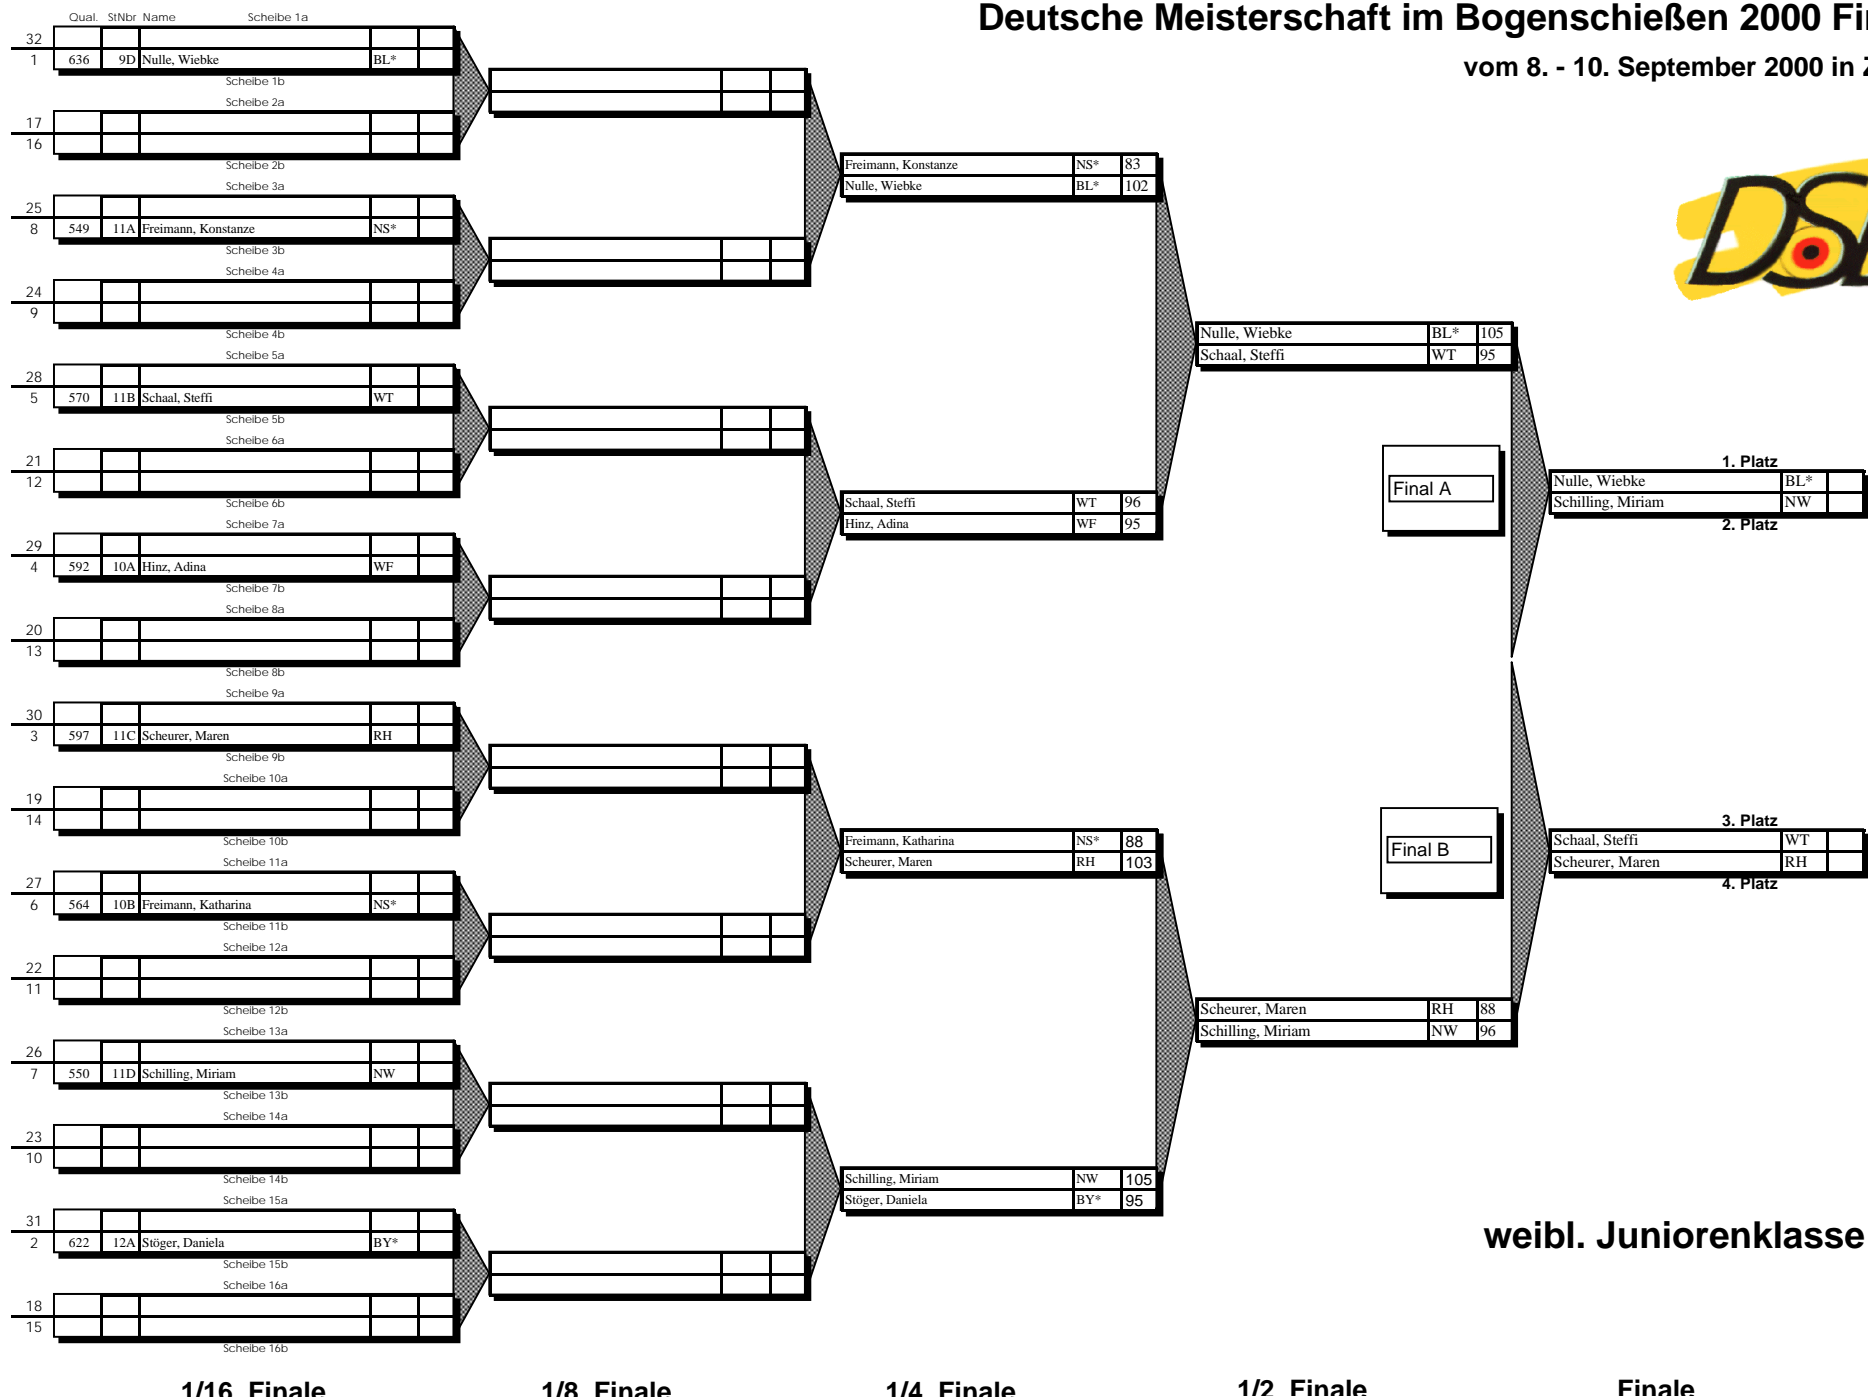 Deutsche Meisterschaft im Bogenschießen 2000
vom 8. - 10. September 2000 in
Qual. StNbr Name Scheibe 1a
32
1 636 9D Nulle, Wiebke BL*
Scheibe 1b
Scheibe 2a
17
16
Scheibe 2b
Scheibe 3a
25
8 549 11A Freimann, Konstanze NS*
Scheibe 3b
Scheibe 4a
24
9
Scheibe 4b
Scheibe 5a
28
5 570 11B Schaal, Steffi WT
Scheibe 5b
Scheibe 6a
21
12
Scheibe 6b
Scheibe 7a
29
4 592 10A Hinz, Adina WF
Scheibe 7b
Scheibe 8a
20
13
Scheibe 8b
Scheibe 9a
30
3 597 11C Scheurer, Maren RH
Scheibe 9b
Scheibe 10a
19
14
Scheibe 10b
Scheibe 11a
27
6 564 10B Freimann, Katharina NS*
Scheibe 11b
Scheibe 12a
22
11
Scheibe 12b
Scheibe 13a
26
7 550 11D Schilling, Miriam NW
Scheibe 13b
Scheibe 14a
23
10
Scheibe 14b
Scheibe 15a
31
2 622 12A Stöger, Daniela BY*
Scheibe 15b
Scheibe 16a
18
15
Scheibe 16b
Freimann, Konstanze NS* 83
Nulle, Wiebke BL* 102
Schaal, Steffi WT 96
Hinz, Adina WF 95
Freimann, Katharina NS* 88
Scheurer, Maren RH 103
Schilling, Miriam NW 105
Stöger, Daniela BY* 95
Nulle, Wiebke BL* 105
Schaal, Steffi WT 95
Scheurer, Maren RH 88
Schilling, Miriam NW 96
Final A
1. Platz
Nulle, Wiebke BL*
Schilling, Miriam NW
2. Platz
Final B
3. Platz
Schaal, Steffi WT
Scheurer, Maren RH
4. Platz
weibl. Juniorenklasse
1/16 Finale 1/8 Finale 1/4 Finale 1/2 Finale Finale